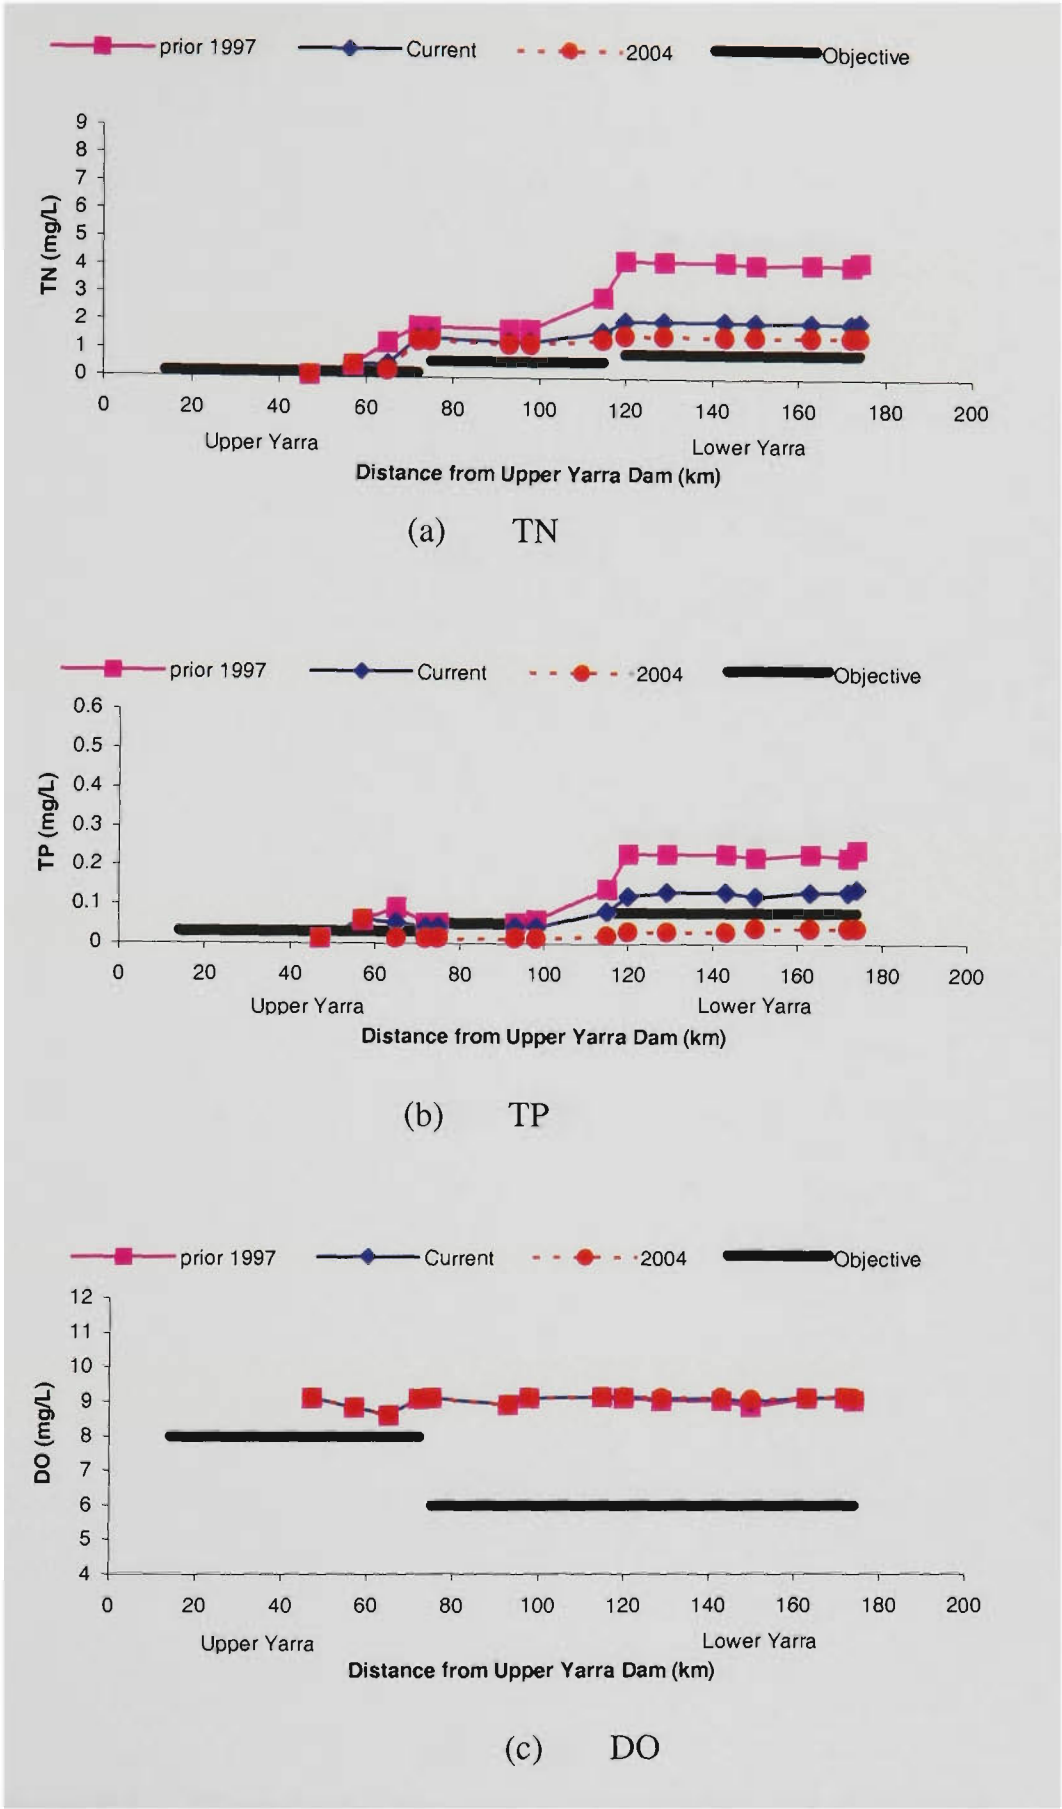 prior 1997 Current 2004 Objective
9
8
7
6
5
4
3
2
1
0
TN (mg/L)
0 20 40 60 80 100 120 140 160 180 200
Upper Yarra Lower Yarra
Distance from Upper Yarra Dam (km)
(a) TN
prior 1997 Current 2004 Objective
0.6
0.5
0.4
0.3
0.2
0.1
0
TP (mg/L)
0 20 40 60 80 100 120 140 160 180 200
Upper Yarra Lower Yarra
Distance from Upper Yarra Dam (km)
(b) TP
prior 1997 Current 2004 Objective
12
11
10
9
8
7
6
5
4
DO (mg/L)
0 20 40 60 80 100 120 140 160 180 200
Upper Yarra Lower Yarra
Distance from Upper Yarra Dam (km)
(c) DO